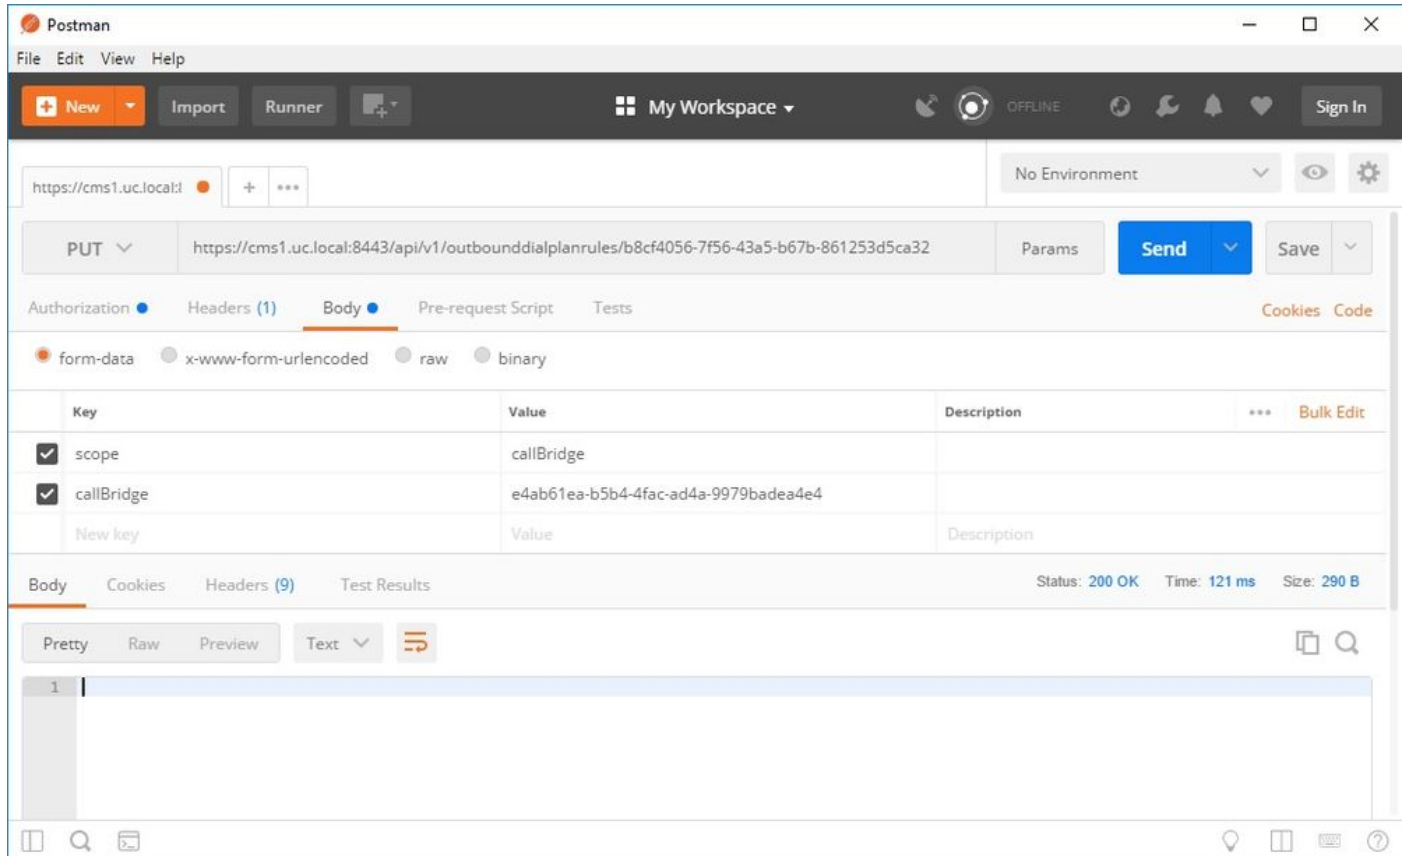 Postman
File Edit View Help
New Import Runner My Workspace OFFLINE Sign In
https://cms1.uc.local:8 + ••• No Environment
PUT https://cms1.uc.local:8443/api/v1/outbounddialplanrules/b8cf4056-7f56-43a5-b67b-861253d5ca32 Params Send Save
Authorization Headers (1) Body Pre-request Script Tests Cookies Code
form-data x-www-form-urlencoded raw binary
Key Value Description ••• Bulk Edit
scope callBridge
callBridge e4ab61ea-b5b4-4fac-ad4a-9979badea4e4
New key Value Description
Body Cookies Headers (9) Test Results Status: 200 OK Time: 121 ms Size: 290 B
Pretty Raw Preview Text
1